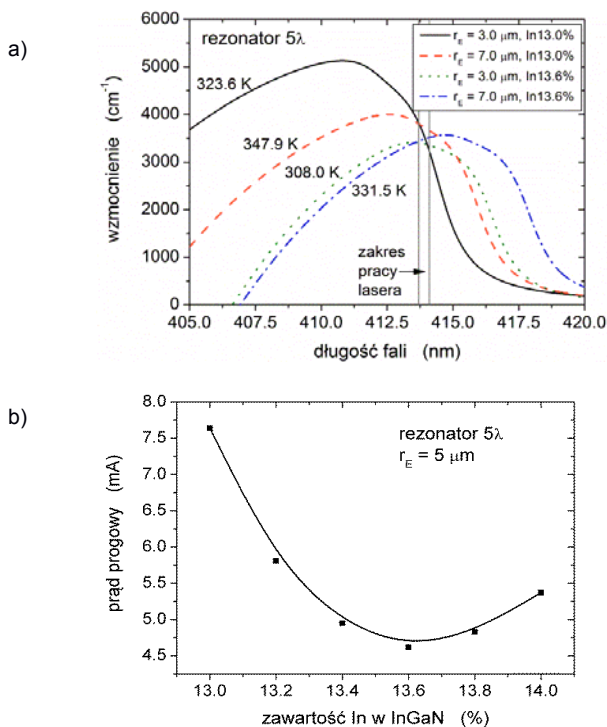 a)
rezonator 5λ
r_E = 3.0 μm, In13.0%
r_E = 7.0 μm, In13.0%
r_E = 3.0 μm, In13.6%
r_E = 7.0 μm, In13.6%
323.6 K
347.9 K
308.0 K
331.5 K
zakres
pracy
lasera
wzmocnienie (cm⁻¹)
6000
5000
4000
3000
2000
1000
0
405.0 407.5 410.0 412.5 415.0 417.5 420.0
długość fali (nm)
b)
rezonator 5λ
r_E = 5 μm
prąd progowy (mA)
8.0
7.5
7.0
6.5
6.0
5.5
5.0
4.5
13.0 13.2 13.4 13.6 13.8 14.0
zawartość In w InGaN (%)